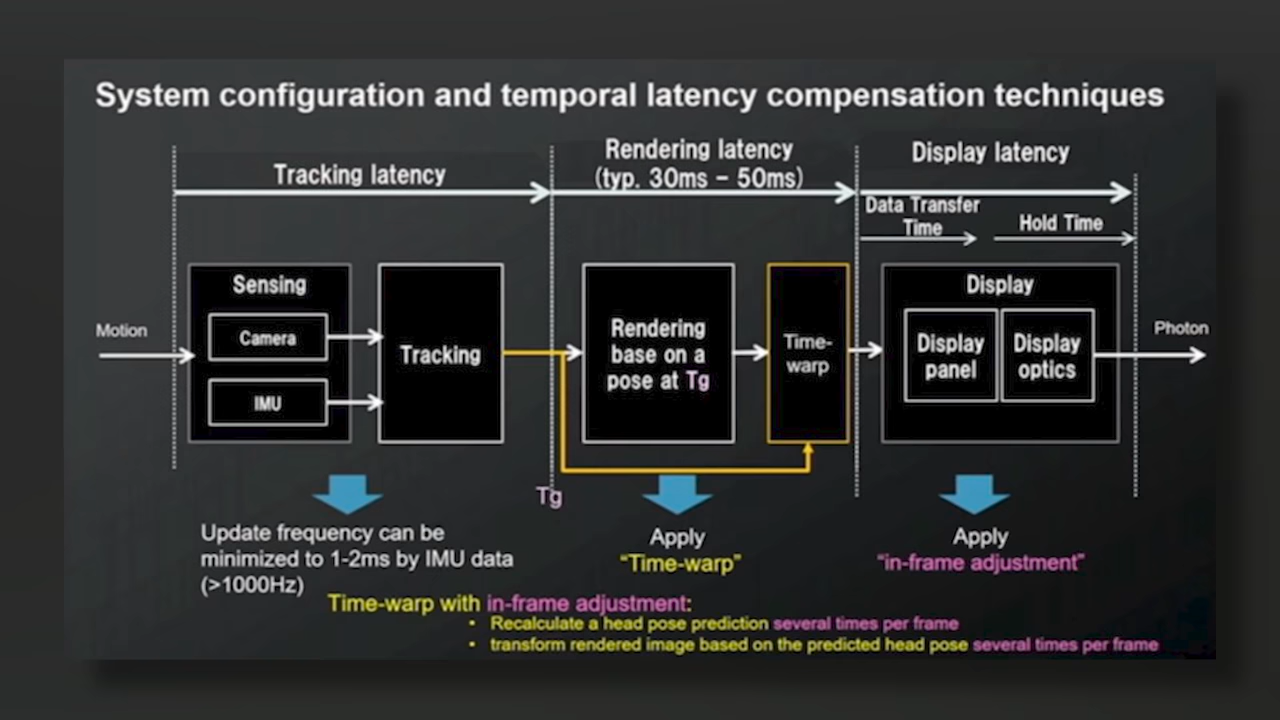 System configuration and temporal latency compensation techniques
Tracking latency
Rendering latency
(typ. 30ms – 50ms)
Display latency
Data Transfer
Time
Hold Time
Motion
Sensing
Camera
IMU
Tracking
Rendering
base on a
pose at Tg
Time-
warp
Display
Display
panel
Display
optics
Photon
Tg
Update frequency can be
minimized to 1-2ms by IMU data
(>1000Hz)
Apply
“Time-warp”
Apply
“in-frame adjustment”
Time-warp with in-frame adjustment:
• Recalculate a head pose prediction several times per frame
• transform rendered image based on the predicted head pose several times per frame